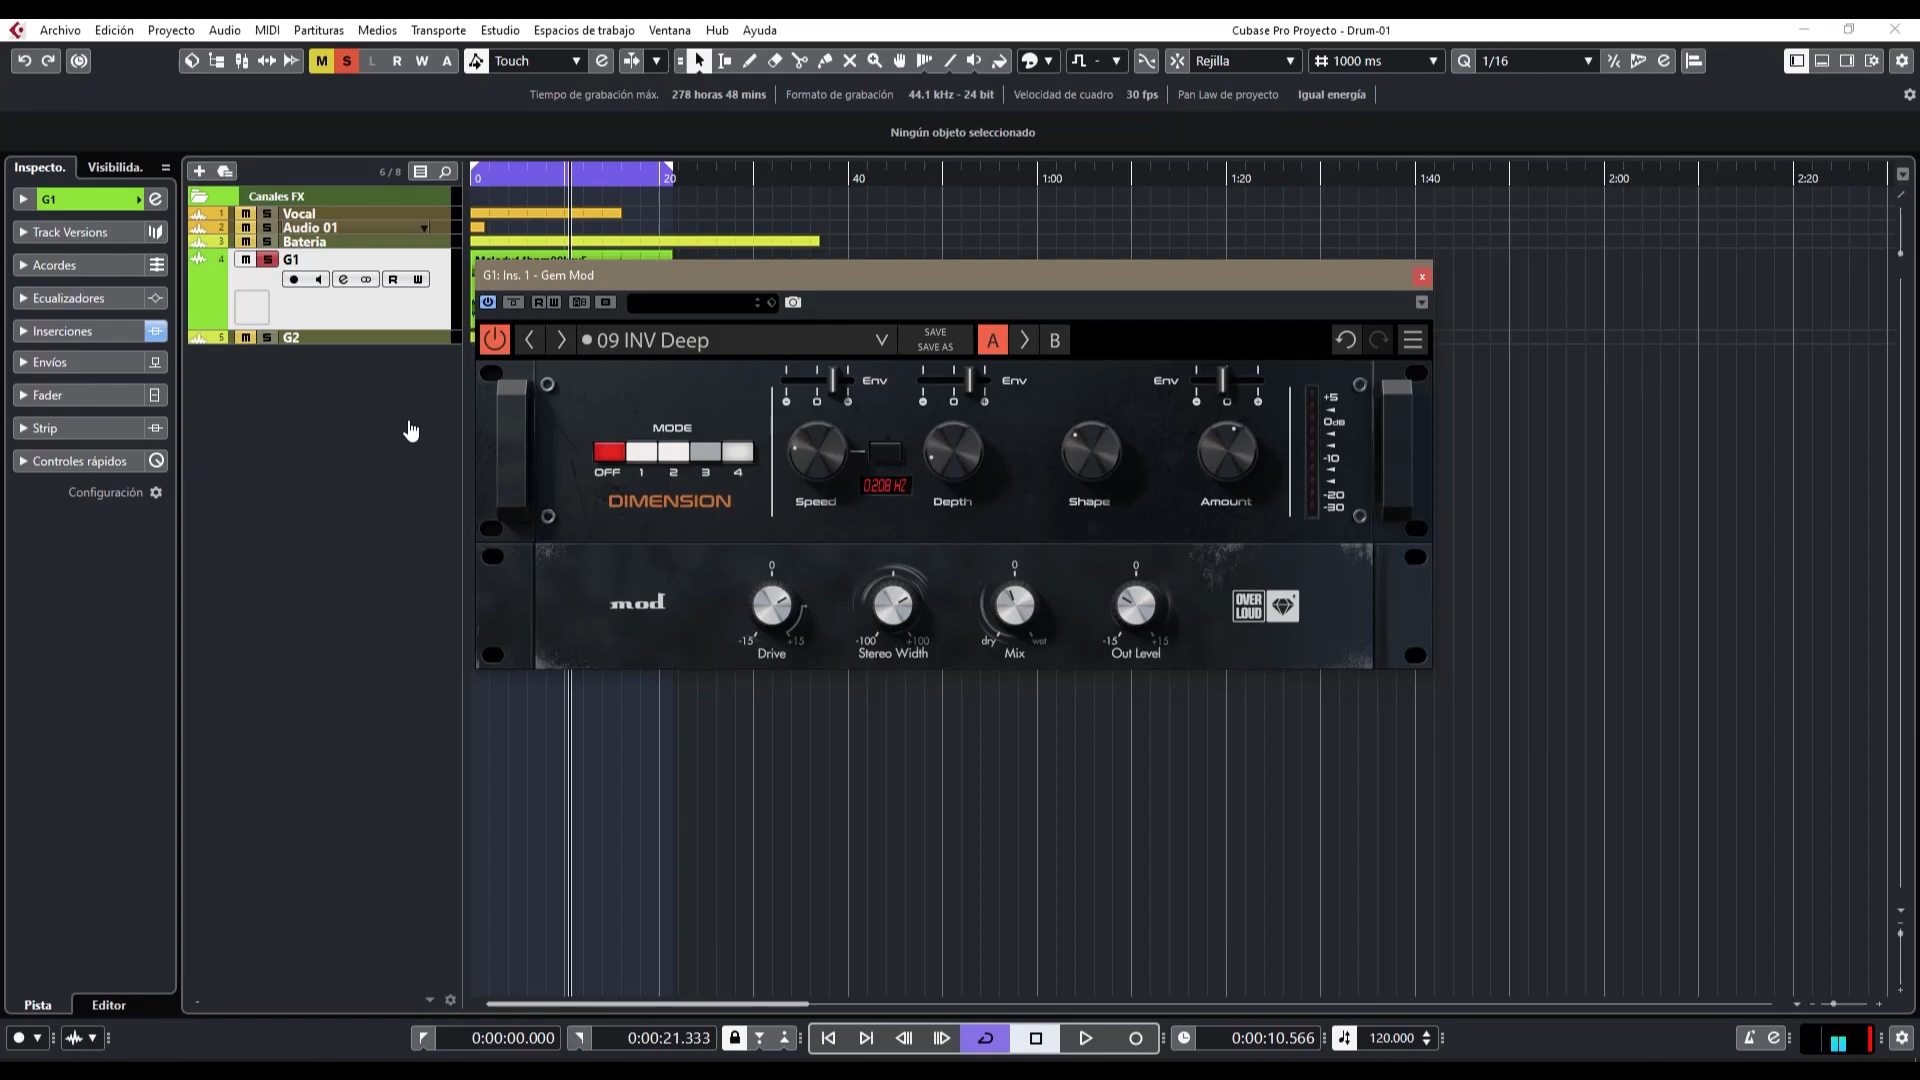 Archivo Edición Proyecto Audio MIDI Partituras Medios Transporte Estudio Espacios de trabajo Ventana Hub Ayuda
Cubase Pro Proyecto - Drum-01
M S L R W A Touch Rejilla 1000 ms Q 1/16
Tiempo de grabación máx. 278 horas 48 mins Formato de grabación 44.1 kHz - 24 bit Velocidad de cuadro 30 fps Pan Law de proyecto Igual energía
Ningún objeto seleccionado
Inspecto. Visibilida.
6 / 8
0 20 40 1:00 1:20 1:40 2:00 2:20
G1
Track Versions
Acordes
Ecualizadores
Inserciones
Envíos
Fader
Strip
Controles rápidos
Configuración
Canales FX
1 m S Vocal
2 m S Audio 01
3 m S Bateria
4 m S G1
R W
5 m S G2
G1: Ins. 1 - Gem Mod
09 INV Deep
SAVE
SAVE AS
A B
Env Env Env
MODE
OFF 1 2 3 4
DIMENSION
0.208 HZ
Speed Depth Shape Amount
+5
0dB
-10
-20
-30
mod
0 0 0
-15 +15 -100 +100 dry wet -15 +15
Drive Stereo Width Mix Out Level
OVER
LOUD
Pista Editor
0:00:00.000 0:00:21.333 0:00:10.566 120.000